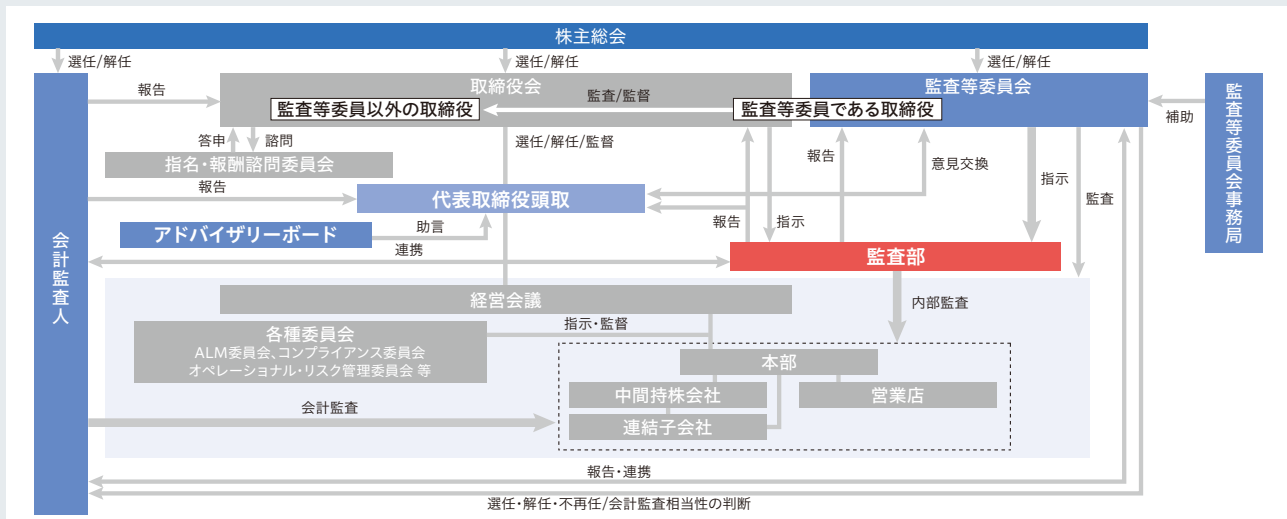 株主総会
選任/解任
選任/解任
選任/解任
取締役会
監査等委員会
報告
監査等委員以外の取締役
監査/監督
監査等委員である取締役
補助
監査等委員会事務局
答申
諮問
選任/解任/監督
指名・報酬諮問委員会
報告
意見交換
指示
監査
報告
代表取締役頭取
報告
指示
アドバイザリーボード
助言
会計監査人
連携
監査部
経営会議
内部監査
各種委員会
ALM委員会、コンプライアンス委員会
オペレーショナル・リスク管理委員会 等
指示・監督
本部
中間持株会社
営業店
会計監査
連結子会社
報告・連携
選任・解任・不再任/会計監査相当性の判断